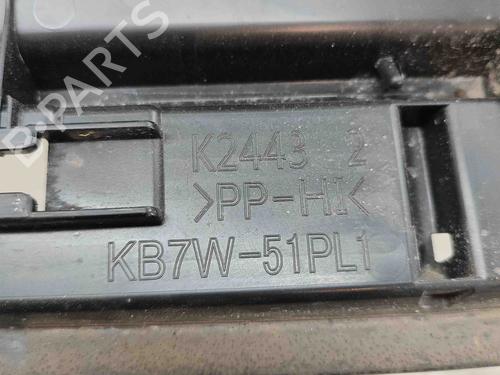 K2443 2
>PP-HI<
KB7W-51PL1
B-PARTS